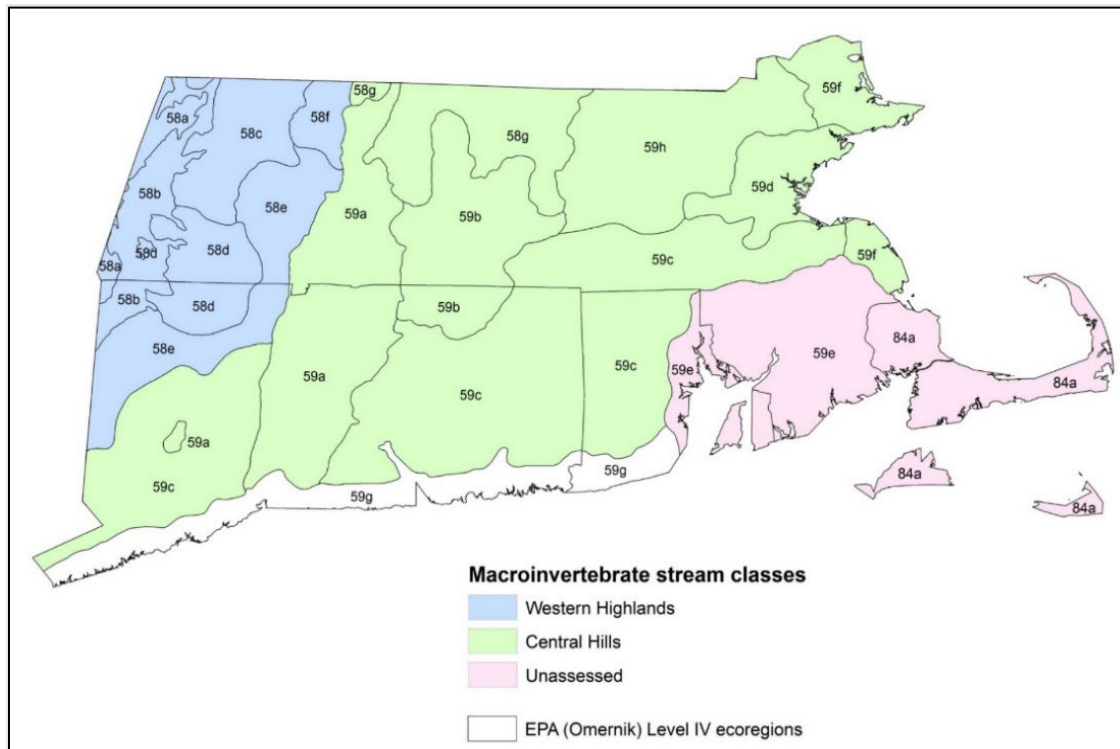 59f
58g
58a
58c
58f
58g
59h
59d
58b
58e
59a
59b
58d
58d
59c
59f
58a
58b
58d
59b
58e
84a
59e
59c
59e
59a
59c
84a
59a
59c
59g
84a
59g
84a
Macroinvertebrate stream classes
Western Highlands
Central Hills
Unassessed
EPA (Omernik) Level IV ecoregions